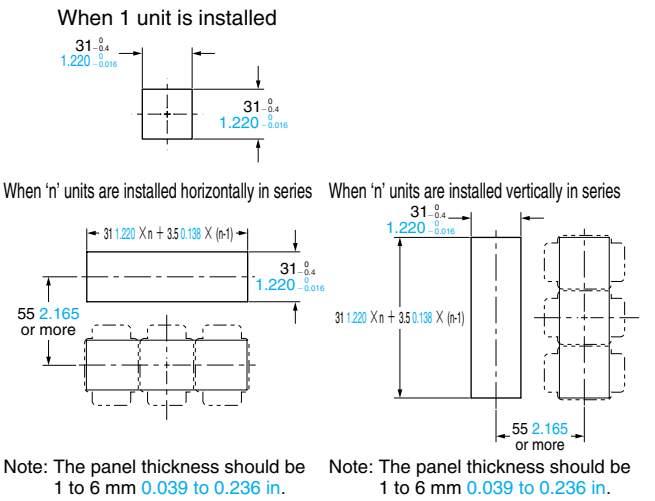 When 1 unit is installed
31 0 -0.4
1.220 0 -0.016
31 0 -0.4
1.220 0 -0.016
When ‘n’ units are installed horizontally in series
31 1.220 × n + 3.5 0.138 × (n-1)
31 0 -0.4
1.220 0 -0.016
55 2.165
or more
Note: The panel thickness should be
1 to 6 mm 0.039 to 0.236 in.
When ‘n’ units are installed vertically in series
31 0 -0.4
1.220 0 -0.016
31 1.220 × n + 3.5 0.138 × (n-1)
55 2.165
or more
Note: The panel thickness should be
1 to 6 mm 0.039 to 0.236 in.